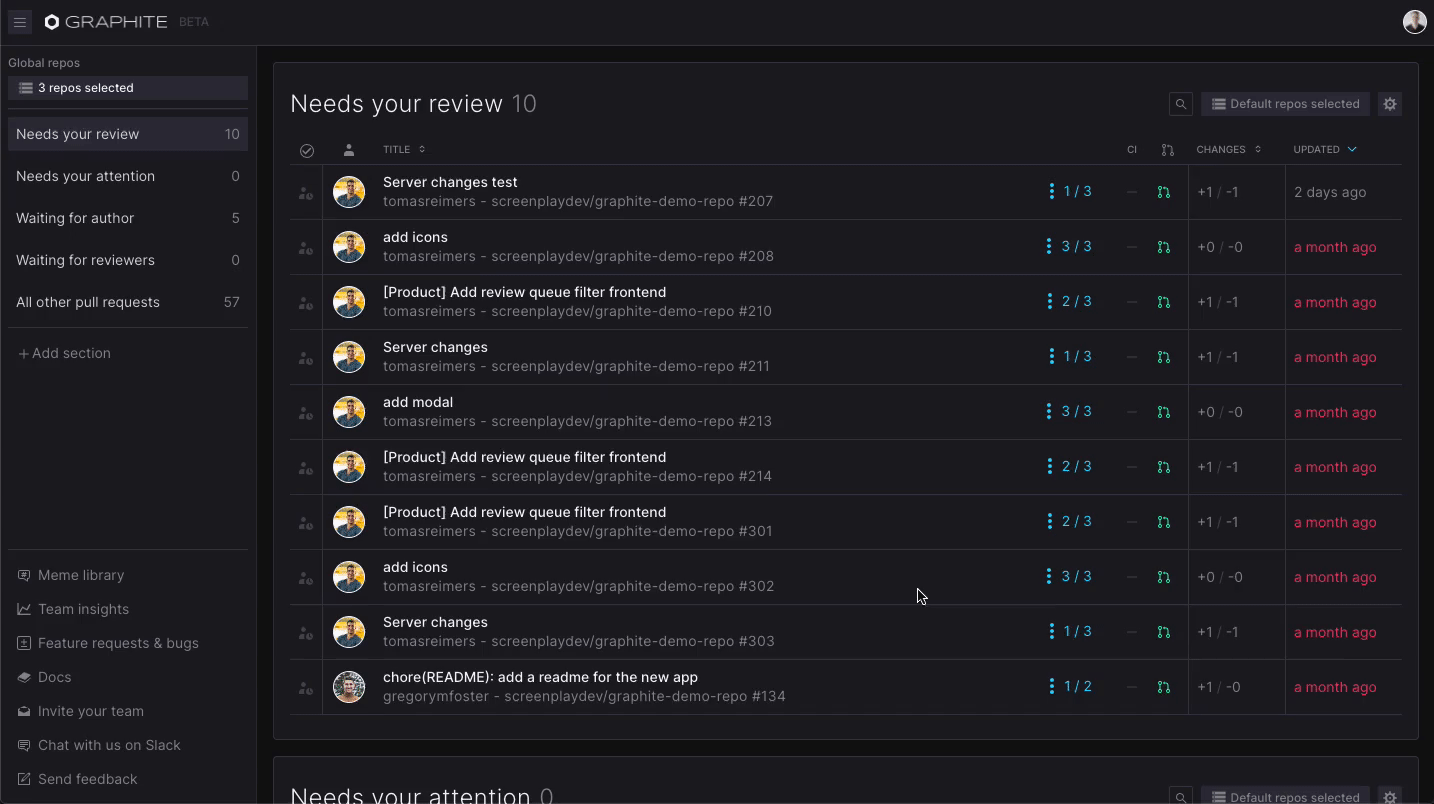 GRAPHITE BETA
Global repos
3 repos selected
Needs your review 10
Needs your attention 0
Waiting for author 5
Waiting for reviewers 0
All other pull requests 57
Add section
Meme library
Team insights
Feature requests & bugs
Docs
Invite your team
Chat with us on Slack
Send feedback
Needs your review 10
Default repos selected
TITLE CI CHANGES UPDATED
Server changes test
tomasreimers - screenplaydev/graphite-demo-repo #207
1 / 3 — +1 / -1 2 days ago
add icons
tomasreimers - screenplaydev/graphite-demo-repo #208
3 / 3 — +0 / -0 a month ago
[Product] Add review queue filter frontend
tomasreimers - screenplaydev/graphite-demo-repo #210
2 / 3 — +1 / -1 a month ago
Server changes
tomasreimers - screenplaydev/graphite-demo-repo #211
1 / 3 — +1 / -1 a month ago
add modal
tomasreimers - screenplaydev/graphite-demo-repo #213
3 / 3 — +0 / -0 a month ago
[Product] Add review queue filter frontend
tomasreimers - screenplaydev/graphite-demo-repo #214
2 / 3 — +1 / -1 a month ago
[Product] Add review queue filter frontend
tomasreimers - screenplaydev/graphite-demo-repo #301
2 / 3 — +1 / -1 a month ago
add icons
tomasreimers - screenplaydev/graphite-demo-repo #302
3 / 3 — +0 / -0 a month ago
Server changes
tomasreimers - screenplaydev/graphite-demo-repo #303
1 / 3 — +1 / -1 a month ago
chore(README): add a readme for the new app
gregorymfoster - screenplaydev/graphite-demo-repo #134
1 / 2 — +1 / -0 a month ago
Needs your attention 0
Default repos selected